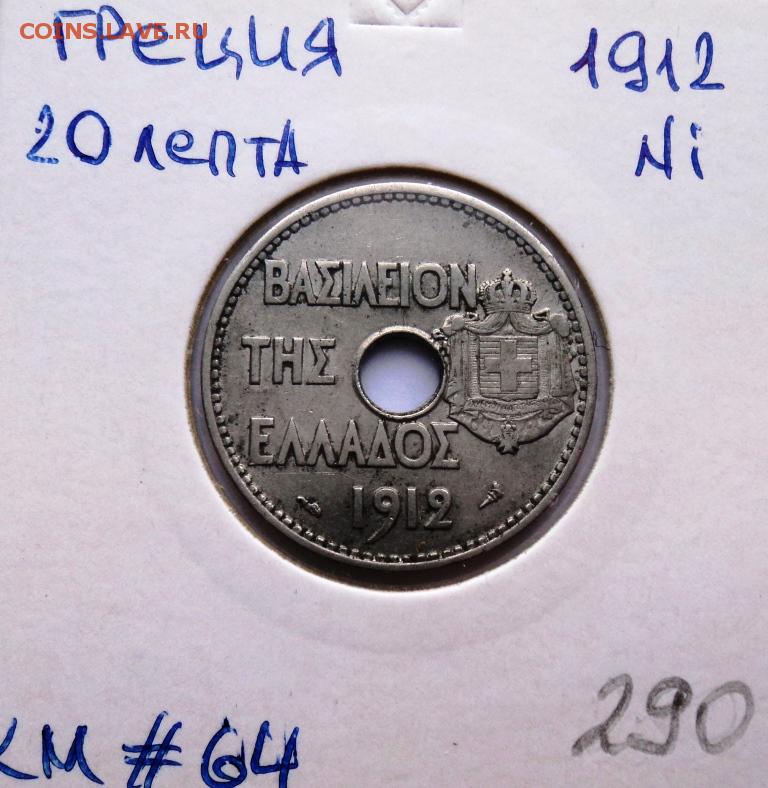 COINS.LAVE.RU
ГРЕЦИЯ 1912
20 лепта Ni
ΒΑΣΙΛΕΙΟΝ
ΤΗΣ
ΕΛΛΑΔΟΣ
1912
KM # 64 290